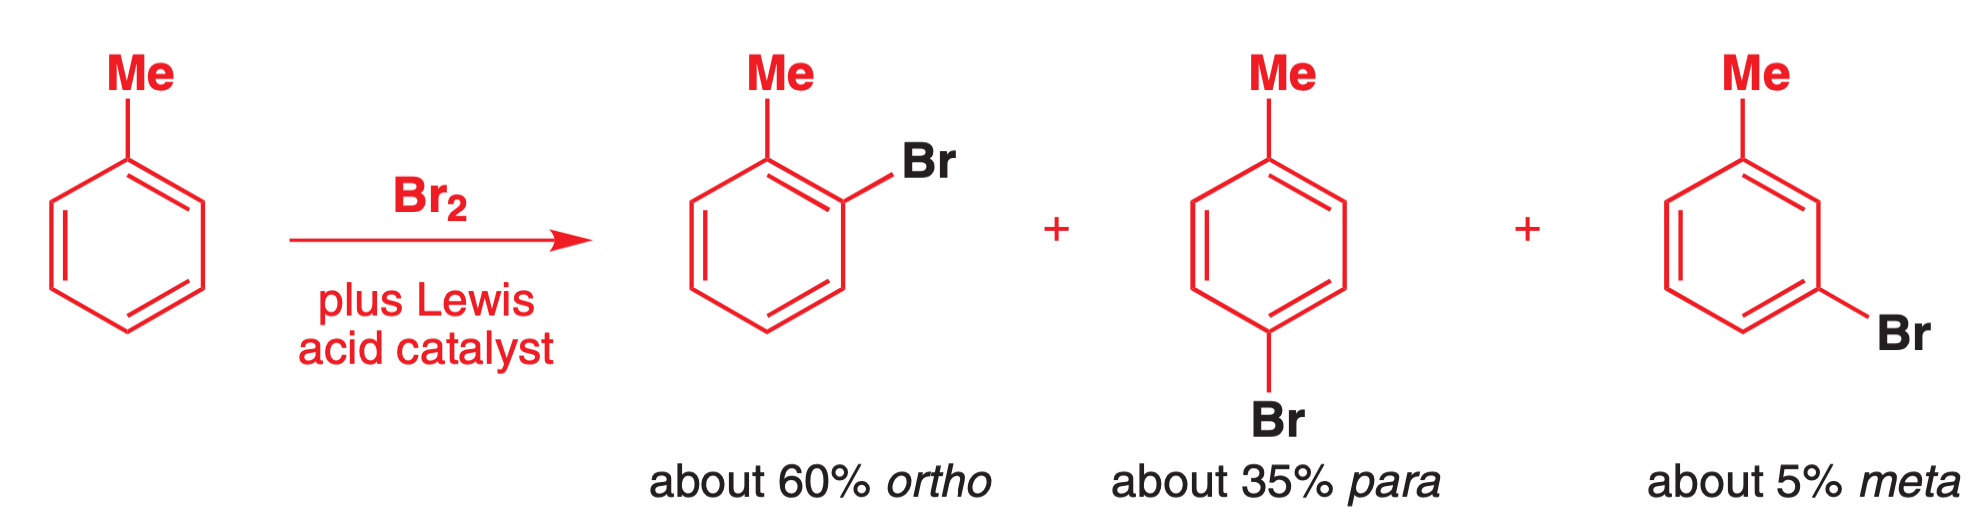 Me
Br₂
plus Lewis
acid catalyst
Me
Br
about 60% ortho
+
Me
Br
about 35% para
+
Me
Br
about 5% meta